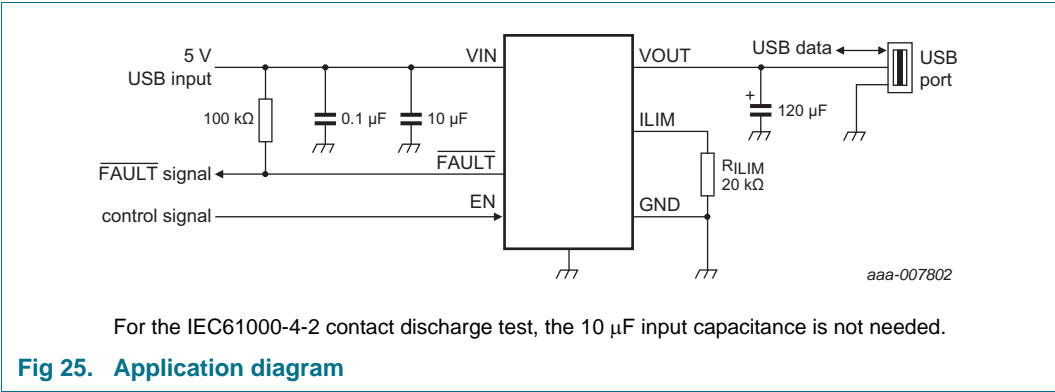 5 V
USB input
VIN
VOUT
USB data
USB
port
100 kΩ
0.1 μF
10 μF
+
120 μF
ILIM
FAULT
FAULT signal
RILIM
20 kΩ
EN
control signal
GND
aaa-007802
For the IEC61000-4-2 contact discharge test, the 10 μF input capacitance is not needed.
Fig 25. Application diagram